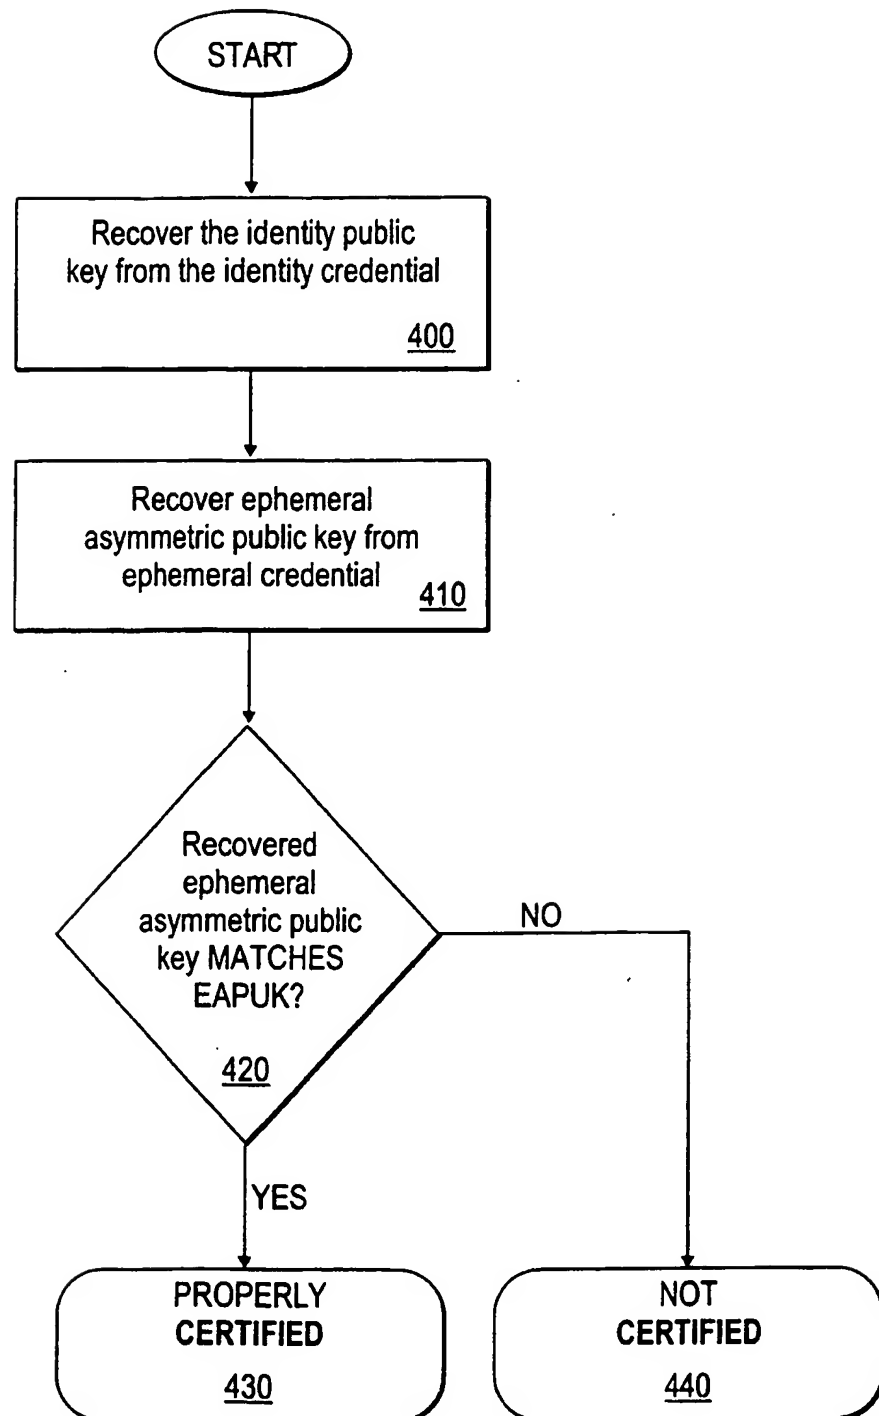 START
Recover the identity public
key from the identity credential
400
Recover ephemeral
asymmetric public key from
ephemeral credential
410
Recovered
ephemeral
asymmetric public
key MATCHES
EAPUK?
420
NO
YES
PROPERLY
CERTIFIED
430
NOT
CERTIFIED
440